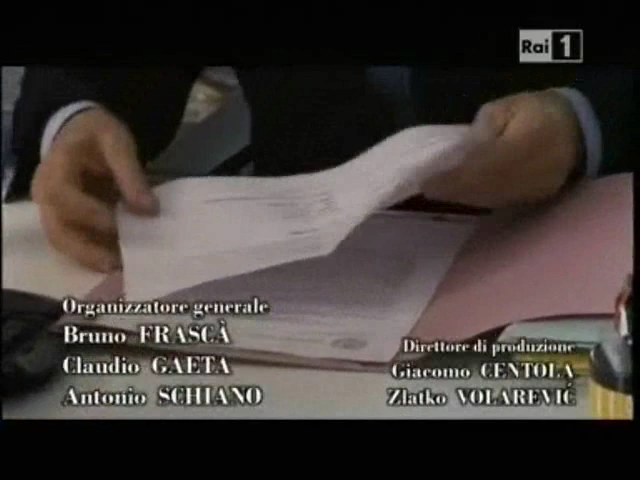 Rai 1
Organizzatore generale
Bruno FRASCÀ
Claudio GAETA
Antonio SCHIANO
Direttore di produzione
Giacomo CENTOLA
Zlatko VOLAREVIĆ